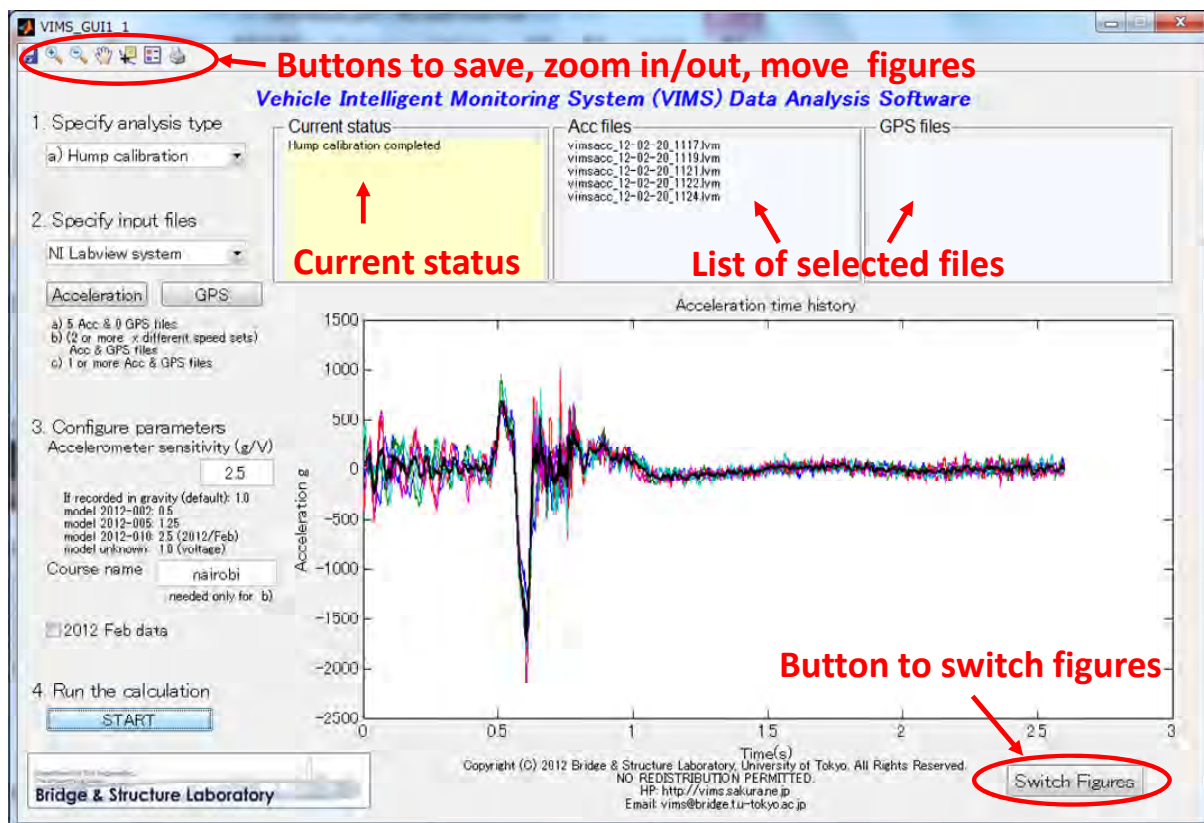 VIMS_GUI1_1
Buttons to save, zoom in/out, move figures
Vehicle Intelligent Monitoring System (VIMS) Data Analysis Software
1. Specify analysis type
a) Hump calibration
Current status
Hump calibration completed
Current status
Acc files
vimsacc_12-02-20_1117.lvm
vimsacc_12-02-20_1119.lvm
vimsacc_12-02-20_1121.lvm
vimsacc_12-02-20_1122.lvm
vimsacc_12-02-20_1124.lvm
GPS files
List of selected files
2. Specify input files
NI Labview system
Acceleration
GPS
a) 5 Acc & 0 GPS files
b) (2 or more x different speed sets)
Acc & GPS files
c) 1 or more Acc & GPS files
3. Configure parameters
Accelerometer sensitivity (g/V)
2.5
If recorded in gravity (default): 1.0
model 2012-002: 0.5
model 2012-005: 1.25
model 2012-010: 2.5 (2012/Feb)
model unknown: 1.0 (voltage)
Course name
nairobi
needed only for b)
2012 Feb data
4. Run the calculation
START
Acceleration time history
1500
1000
500
0
-500
-1000
-1500
-2000
-2500
Acceleration g
0
0.5
1
1.5
2
2.5
3
Time(s)
Button to switch figures
Switch Figures
Copyright (C) 2012 Bridge & Structure Laboratory, University of Tokyo. All Rights Reserved.
NO REDISTRIBUTION PERMITTED.
HP: http://vims.sakura.ne.jp
Email: vims@bridge.t.u-tokyo.ac.jp
Bridge & Structure Laboratory